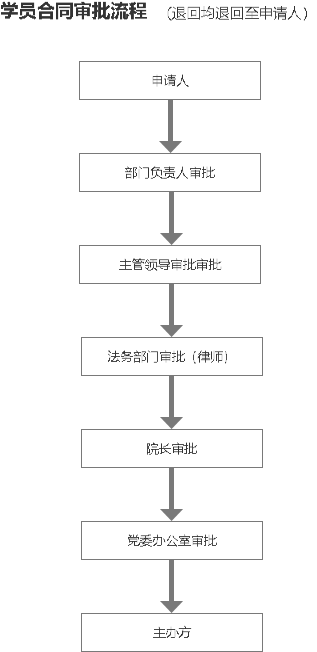 学员合同审批流程 （退回均退回至申请人）
申请人
部门负责人审批
主管领导审批审批
法务部门审批（律师）
院长审批
党委办公室审批
主办方